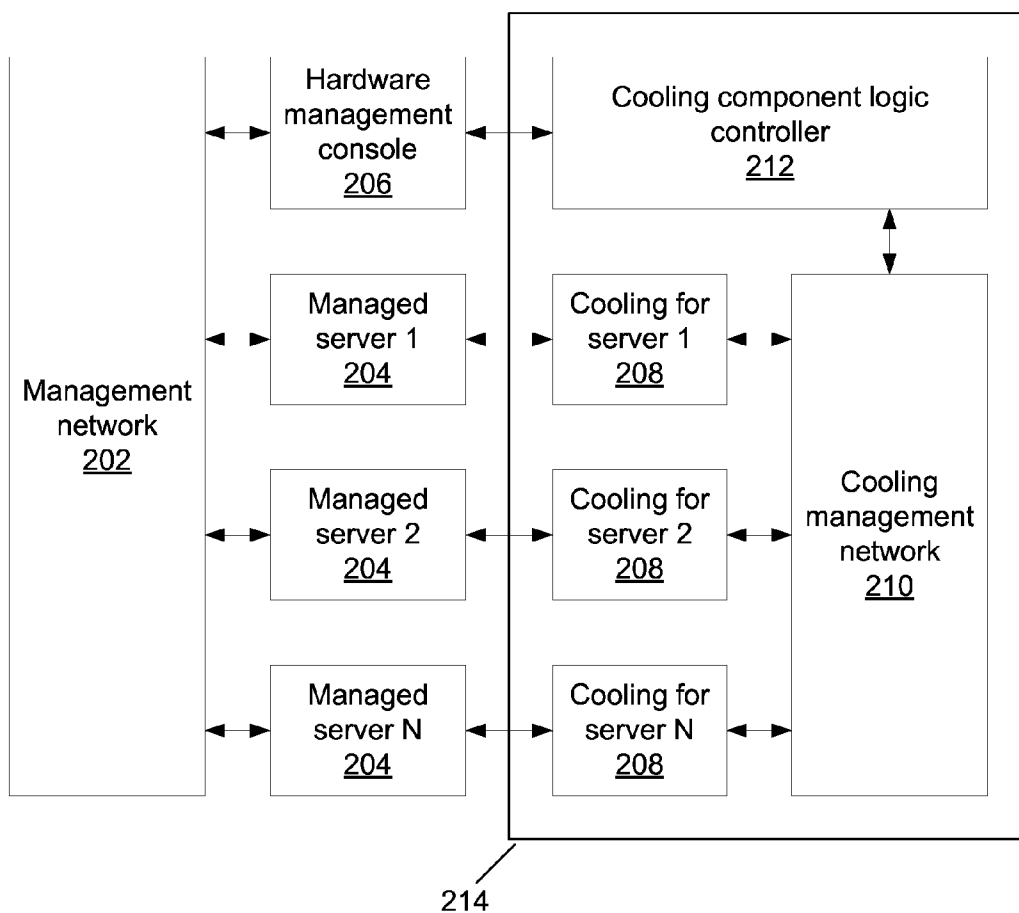 Hardware
management
console
206
Cooling component logic
controller
212
Managed
server 1
204
Cooling for
server 1
208
Management
network
202
Managed
server 2
204
Cooling for
server 2
208
Cooling
management
network
210
Managed
server N
204
Cooling for
server N
208
214